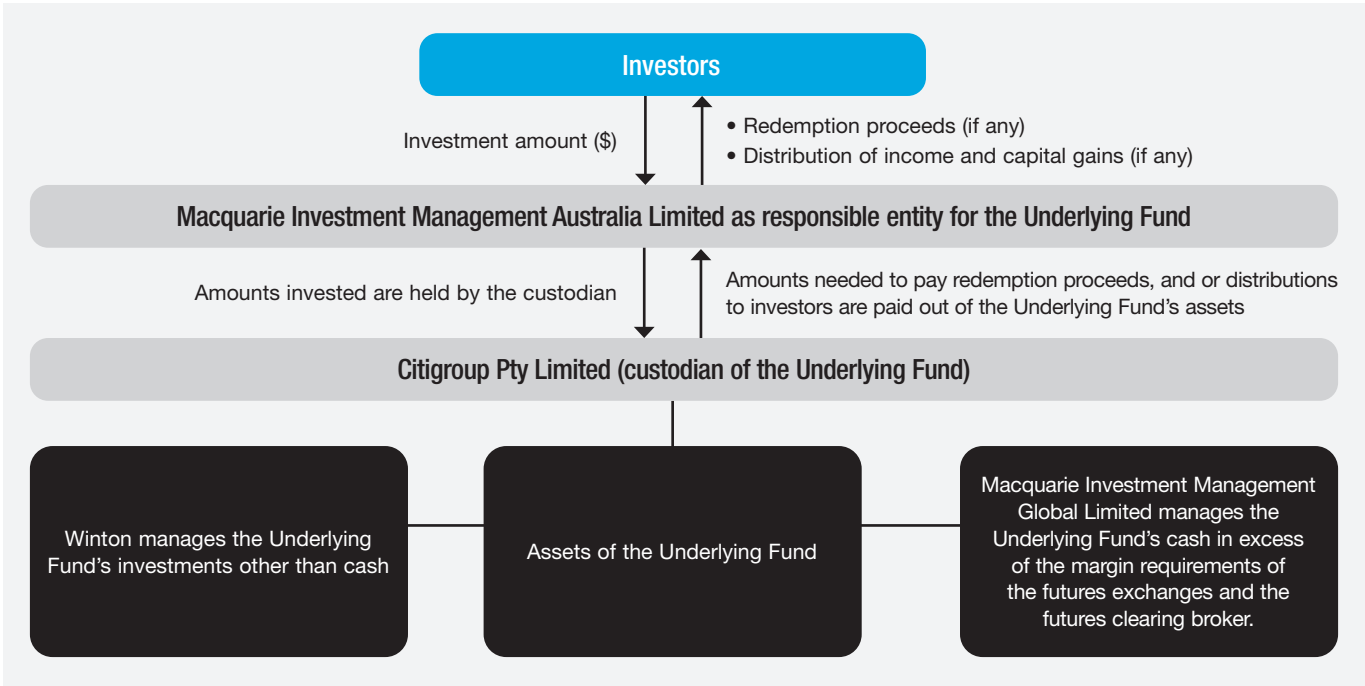 Investors
Investment amount ($)
• Redemption proceeds (if any)
• Distribution of income and capital gains (if any)
Macquarie Investment Management Australia Limited as responsible entity for the Underlying Fund
Amounts invested are held by the custodian
Amounts needed to pay redemption proceeds, and or distributions
to investors are paid out of the Underlying Fund's assets
Citigroup Pty Limited (custodian of the Underlying Fund)
Winton manages the Underlying
Fund's investments other than cash
Assets of the Underlying Fund
Macquarie Investment Management
Global Limited manages the
Underlying Fund's cash in excess
of the margin requirements of
the futures exchanges and the
futures clearing broker.